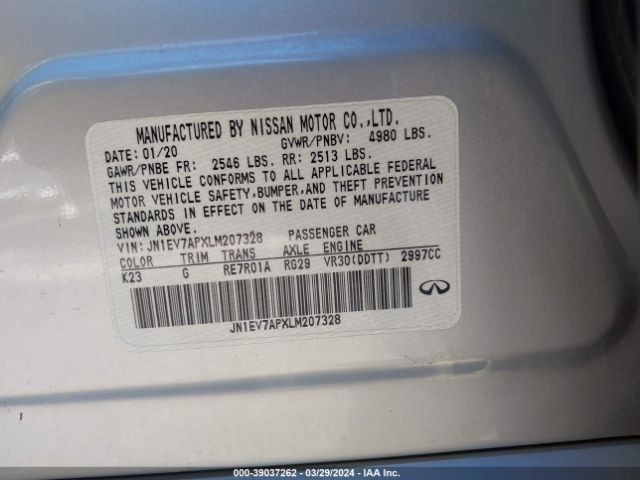 MANUFACTURED BY NISSAN MOTOR CO.,LTD.
DATE: 01/20 GVWR/PNBV: 4980 LBS.
GAWR/PNBE FR: 2546 LBS. RR: 2513 LBS.
THIS VEHICLE CONFORMS TO ALL APPLICABLE FEDERAL
MOTOR VEHICLE SAFETY,BUMPER,AND THEFT PREVENTION
STANDARDS IN EFFECT ON THE DATE OF MANUFACTURE
SHOWN ABOVE.
VIN: JN1EV7APXLM207328 PASSENGER CAR
COLOR TRIM TRANS AXLE ENGINE
K23 G RE7R01A RG29 VR30(DDTT) 2997CC
JN1EV7APXLM207328
000-39037262 - 03/29/2024 - IAA Inc.